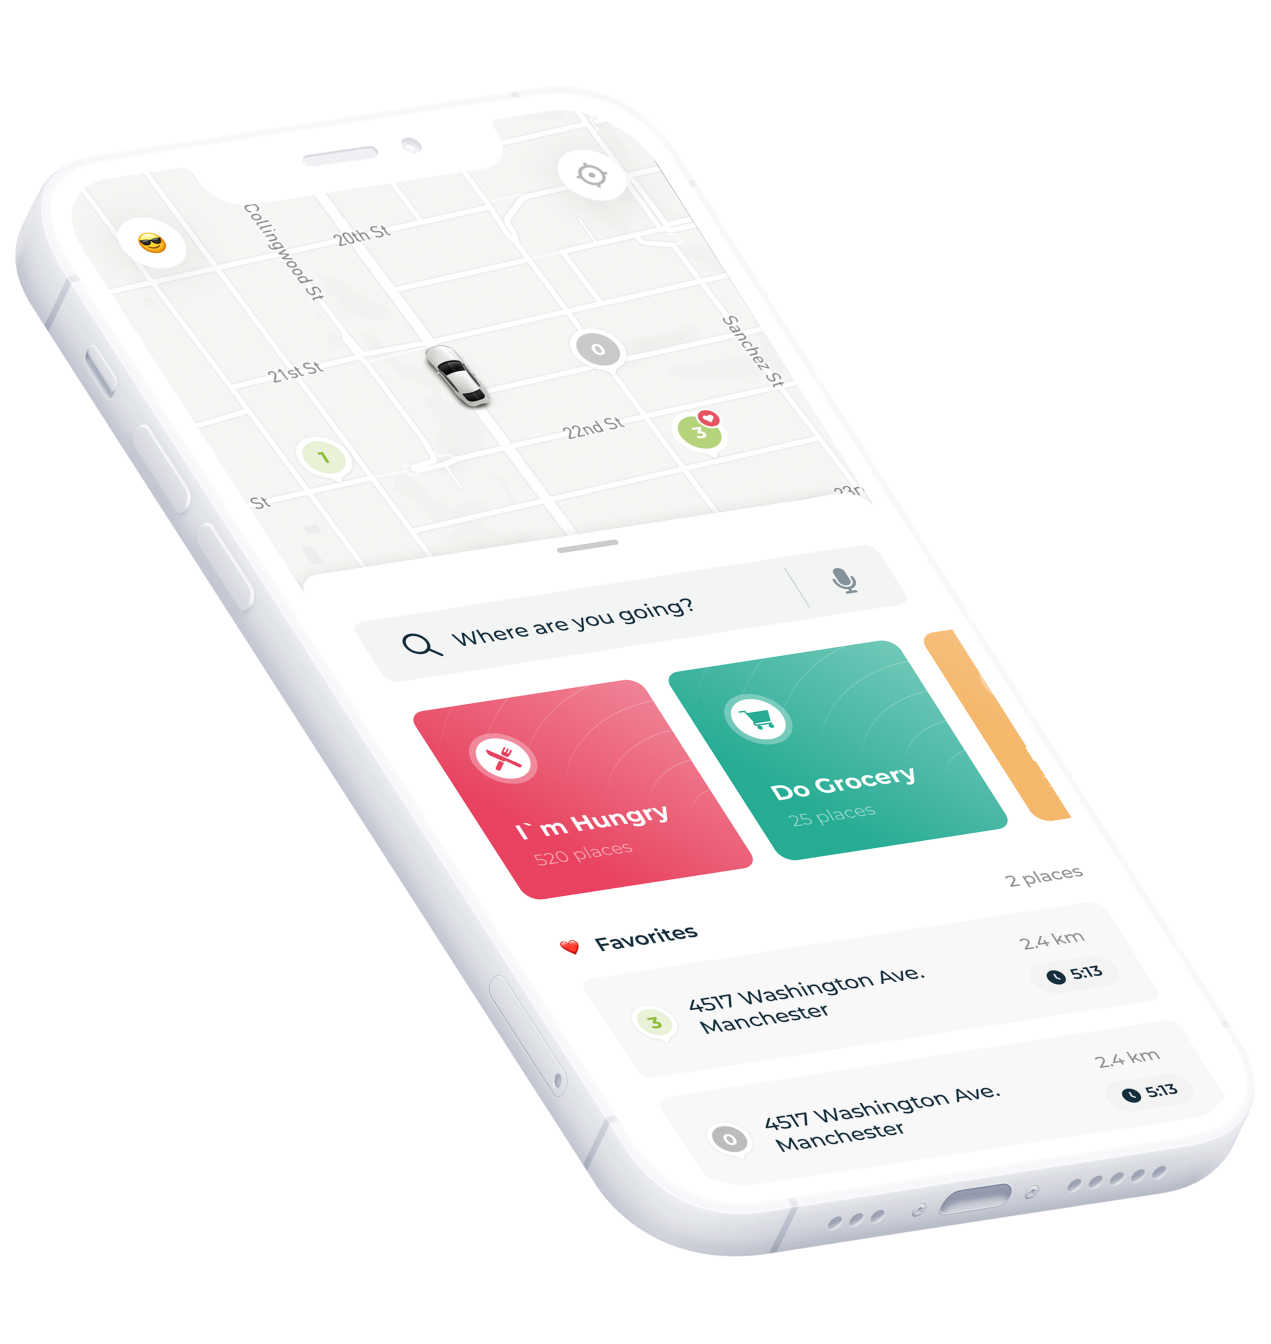 Collingwood St
20th St
Sanchez St
0
21st St
22nd St
3
1
St
23r
Where are you going?
I`m Hungry
520 places
Do Grocery
25 places
2 places
Favorites
3
4517 Washington Ave.
Manchester
2.4 km
5:13
0
4517 Washington Ave.
Manchester
2.4 km
5:13